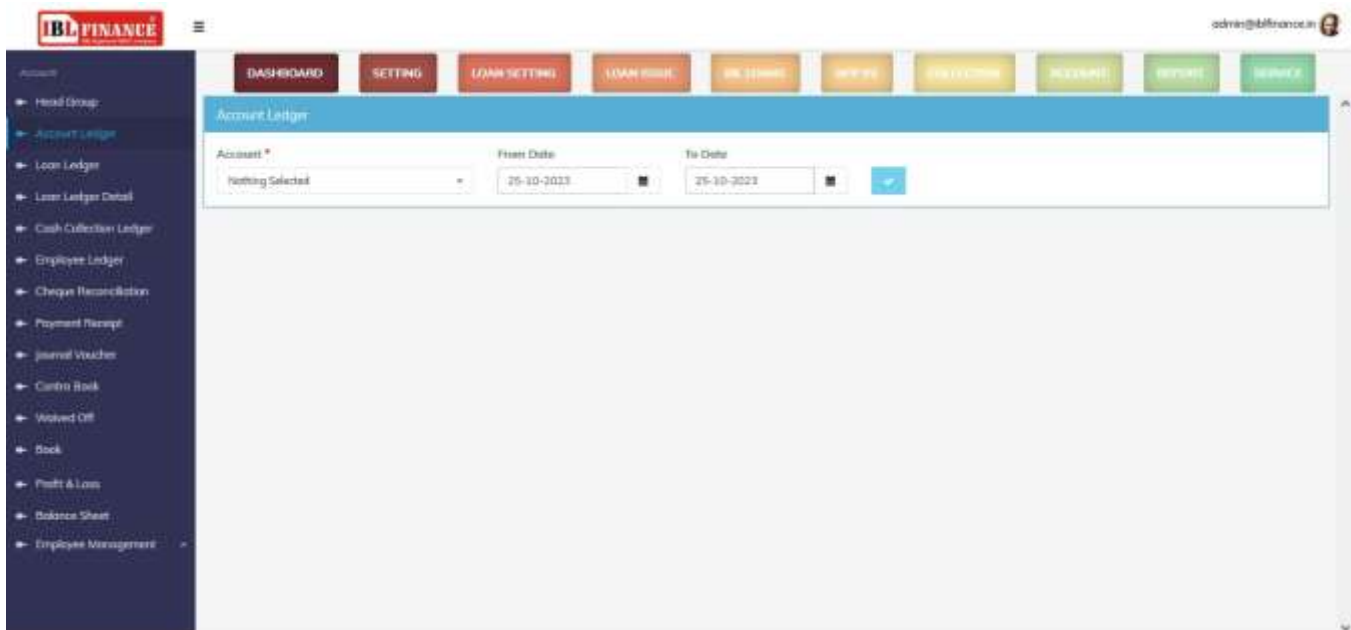 IBL FINANCE
admin@iblfinance.in
DASHBOARD
SETTING
LOAN SETTING
LOAN ISSUE
COLLECTION
ACCOUNT
REPORT
SERVICE
Account
Head Group
Account Ledger
Loan Ledger
Loan Ledger Detail
Cash Collection Ledger
Employee Ledger
Cheque Reconciliation
Payment Receipt
Journal Voucher
Contra Book
Waived Off
Book
Profit & Loss
Balance Sheet
Employee Management
Account Ledger
Account *
From Date
To Date
Nothing Selected
25-10-2023
25-10-2023